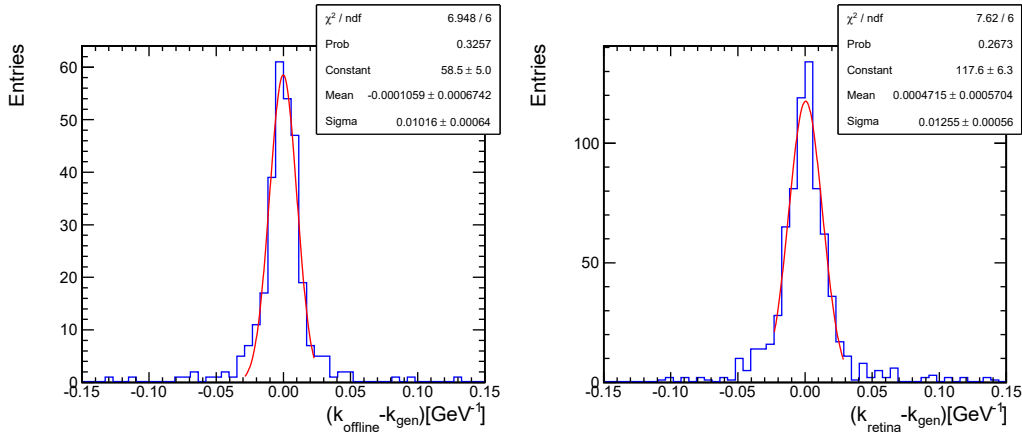 χ² / ndf 6.948 / 6
Prob 0.3257
Constant 58.5 ± 5.0
Mean -0.0001059 ± 0.0006742
Sigma 0.01016 ± 0.00064
Entries
60
50
40
30
20
10
0
-0.15 -0.10 -0.05 0.00 0.05 0.10 0.15
(k_offline -k_gen)[GeV⁻¹]
χ² / ndf 7.62 / 6
Prob 0.2673
Constant 117.6 ± 6.3
Mean 0.0004715 ± 0.0005704
Sigma 0.01255 ± 0.00056
Entries
100
50
0
-0.15 -0.10 -0.05 0.00 0.05 0.10 0.15
(k_retina -k_gen)[GeV⁻¹]